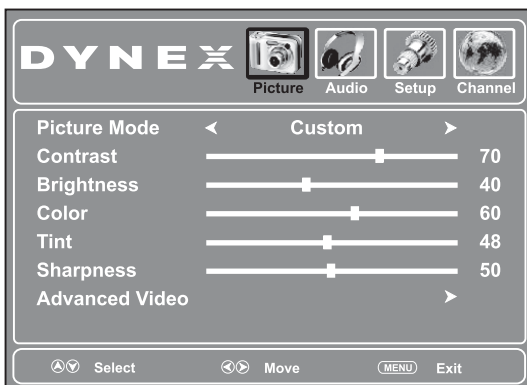 DYNEX
Picture Audio Setup Channel
Picture Mode Custom
Contrast 70
Brightness 40
Color 60
Tint 48
Sharpness 50
Advanced Video
Select Move MENU Exit